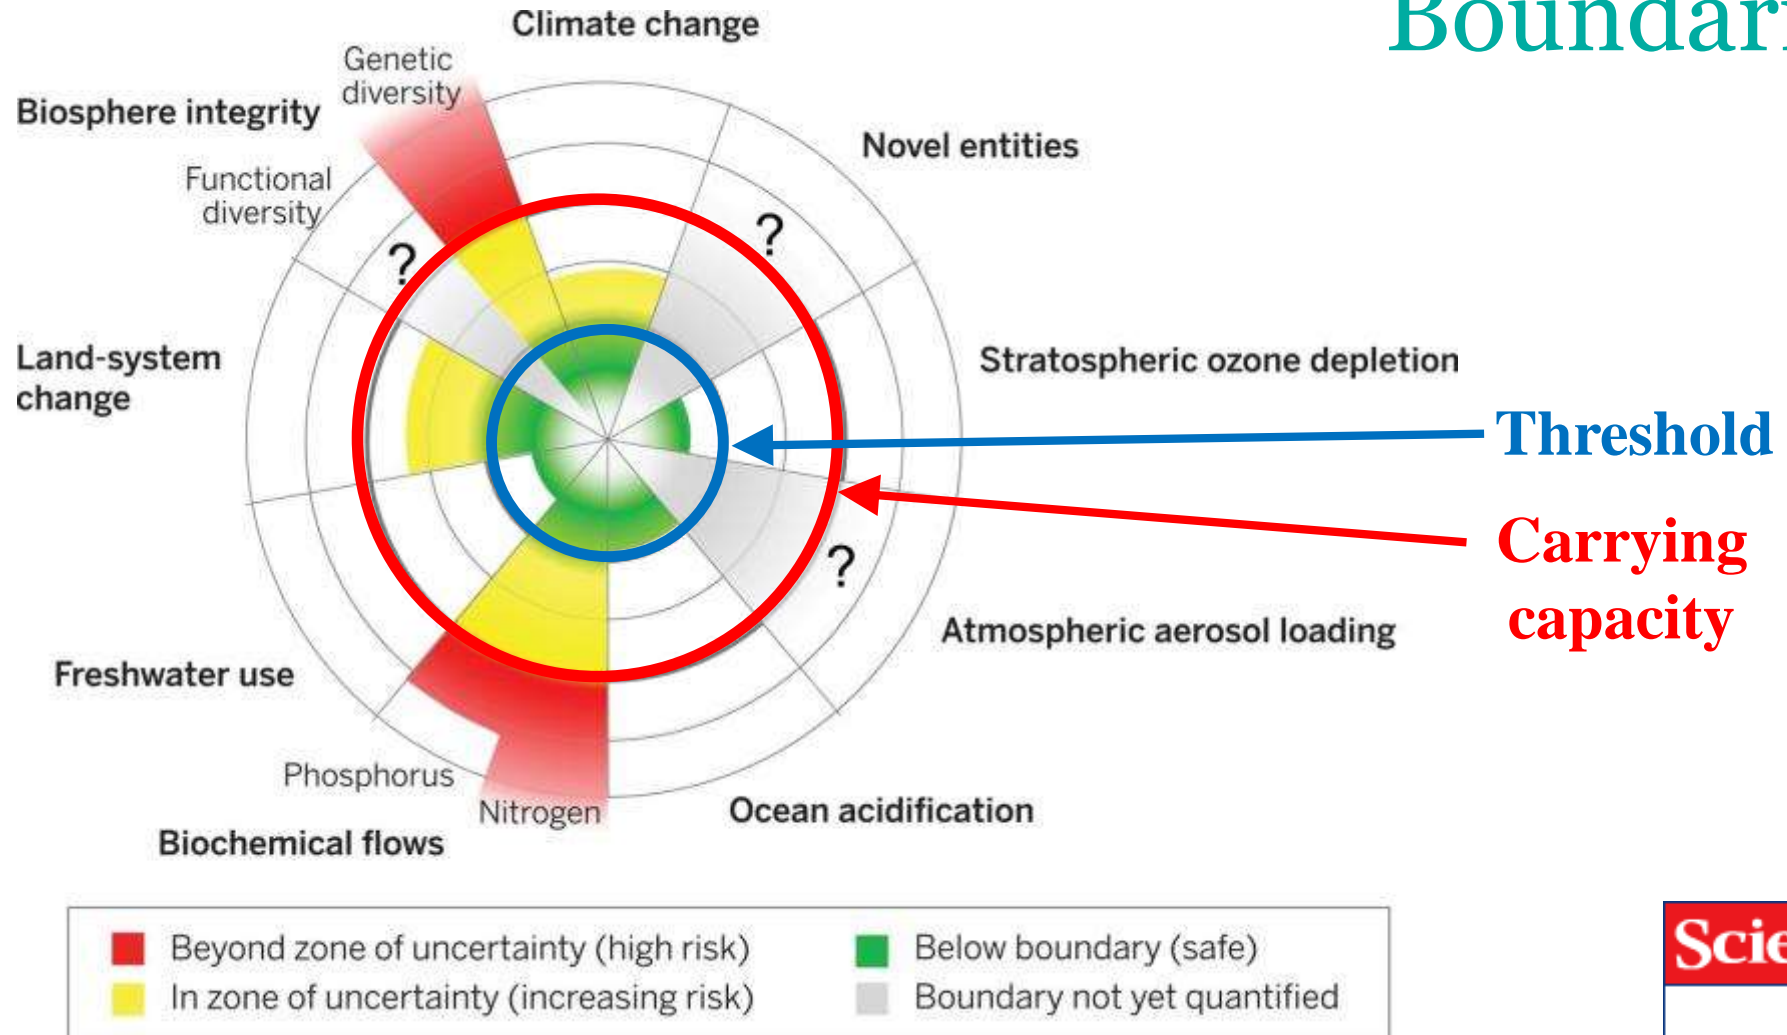 Boundar
Climate change
Genetic
diversity
Biosphere integrity
Novel entities
Functional
diversity
?
?
Land-system
change
Stratospheric ozone depletion
Threshold
Carrying
capacity
?
Atmospheric aerosol loading
Freshwater use
Phosphorus
Nitrogen
Ocean acidification
Biochemical flows
Beyond zone of uncertainty (high risk)
Below boundary (safe)
In zone of uncertainty (increasing risk)
Boundary not yet quantified
Scie